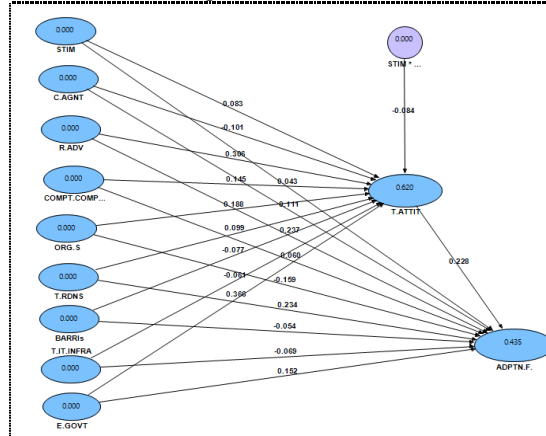 0.000
STIM
0.000
STIM * ...
0.000
C.AGNT
0.083
-0.084
-0.101
0.000
R.ADV
0.306
0.000
COMPT.COMP...
0.145
0.043
0.620
T.ATTIT
0.188
0.111
0.000
ORG.S
0.099
0.237
-0.077
0.060
0.228
0.000
T.RDNS
-0.061
-0.159
0.366
0.234
0.000
BARRIs
-0.054
0.435
ADPTN.F.
T.IT.INFRA
0.000
-0.069
0.152
0.000
E.GOVT